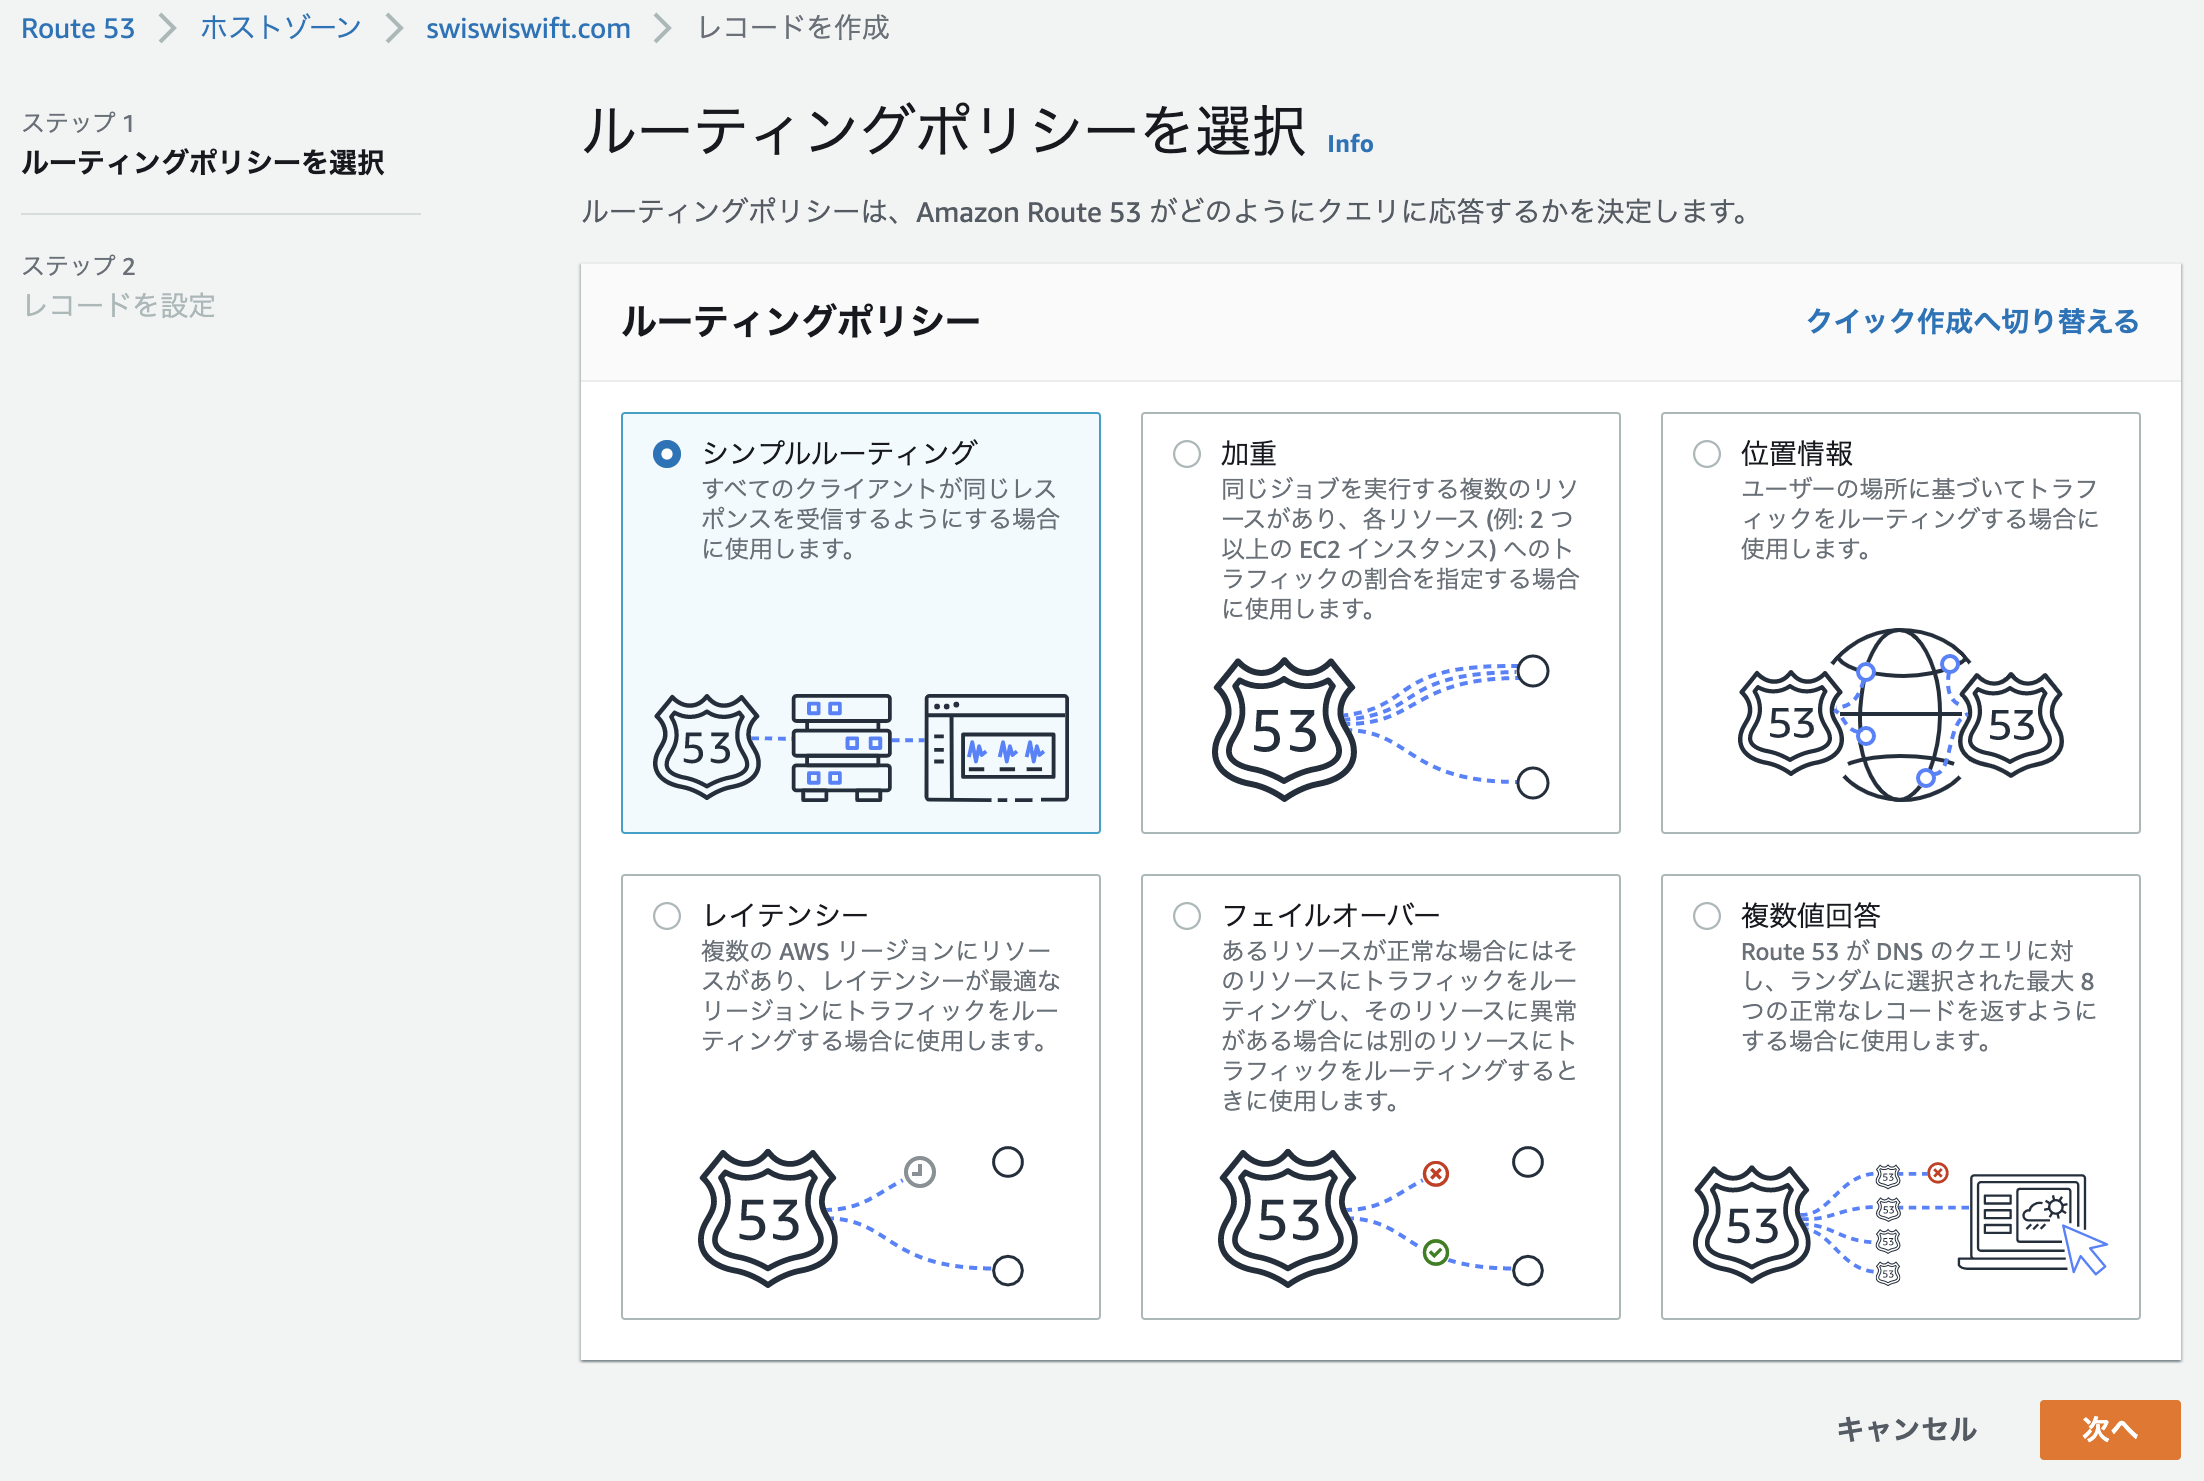 Route 53 > ホストゾーン > swiswiswift.com > レコードを作成
ステップ 1
ルーティングポリシーを選択
ステップ 2
レコードを設定
ルーティングポリシーを選択 Info
ルーティングポリシーは、Amazon Route 53 がどのようにクエリに応答するかを決定します。
ルーティングポリシー
クイック作成へ切り替える
シンプルルーティング
すべてのクライアントが同じレス
ポンスを受信するようにする場合
に使用します。
53
加重
同じジョブを実行する複数のリソ
ースがあり、各リソース (例: 2 つ
以上の EC2 インスタンス) へのト
ラフィックの割合を指定する場合
に使用します。
53
位置情報
ユーザーの場所に基づいてトラフ
ィックをルーティングする場合に
使用します。
53
53
レイテンシー
複数の AWS リージョンにリソー
スがあり、レイテンシーが最適な
リージョンにトラフィックをルー
ティングする場合に使用します。
53
フェイルオーバー
あるリソースが正常な場合にはそ
のリソースにトラフィックをルー
ティングし、そのリソースに異常
がある場合には別のリソースにト
ラフィックをルーティングすると
きに使用します。
53
複数値回答
Route 53 が DNS のクエリに対
し、ランダムに選択された最大 8
つの正常なレコードを返すように
する場合に使用します。
53
53
53
53
53
キャンセル
次へ